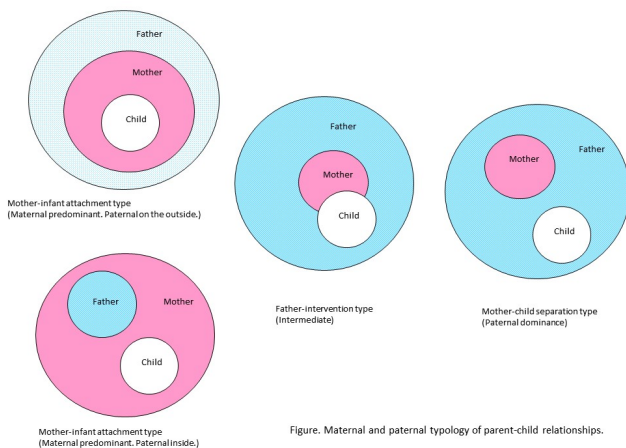 Father
Mother
Child
Mother-infant attachment type
(Maternal predominant. Paternal on the outside.)
Father
Mother
Child
Mother-infant attachment type
(Maternal predominant. Paternal inside.)
Father
Mother
Child
Father-intervention type
(Intermediate)
Father
Mother
Child
Mother-child separation type
(Paternal dominance)
Figure. Maternal and paternal typology of parent-child relationships.